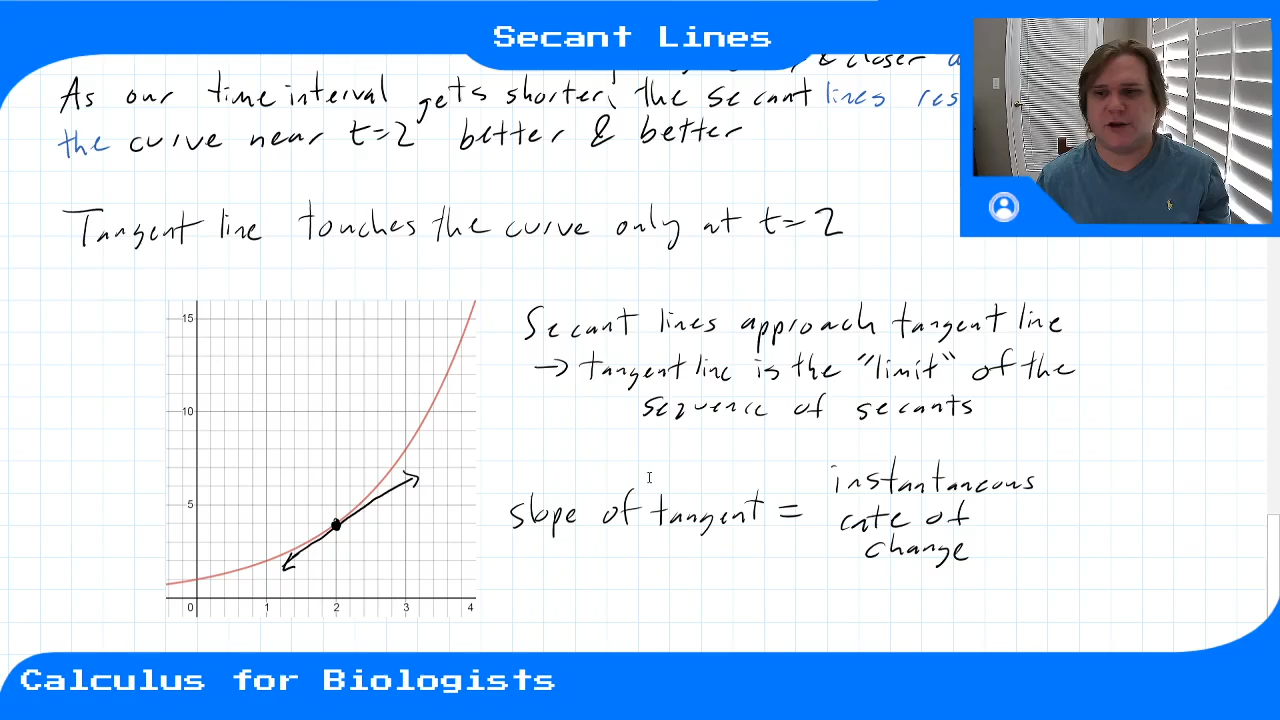 Secant Lines
& closer
As our time interval gets shorter, the secant lines res
the curve near t=2 better & better
Tangent line touches the curve only at t=2
15
10
5
0 1 2 3 4
Secant lines approach tangent line
→ tangent line is the "limit" of the
sequence of secants
slope of tangent = instantaneous
rate of
change
Calculus for Biologists